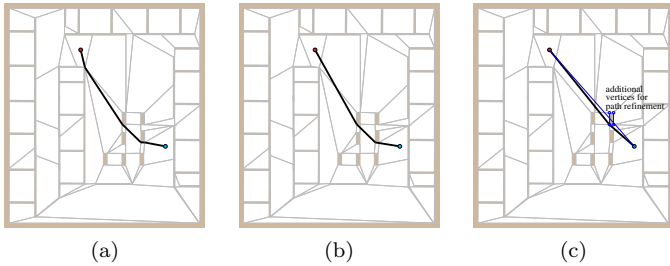 additional
vertices for
path refinement
(a) (b) (c)